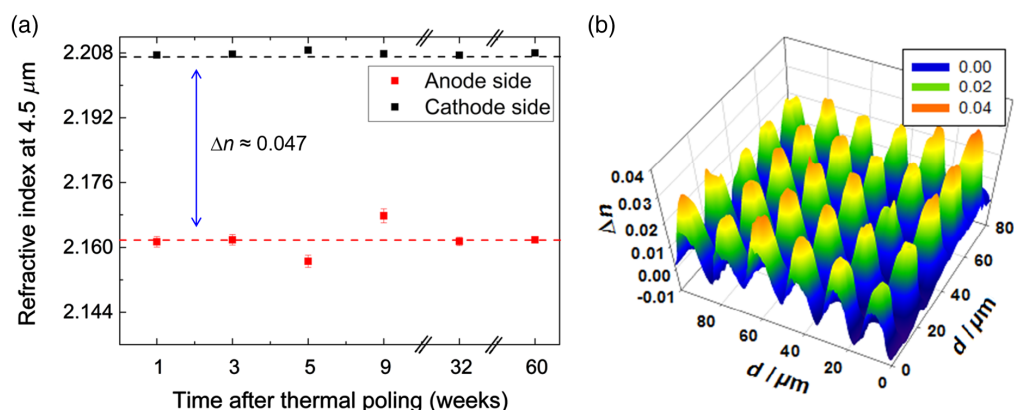 (a)
Refractive index at 4.5 μm
2.208
2.192
2.176
2.160
2.144
Anode side
Cathode side
Δn ≈ 0.047
1 3 5 9 32 60
Time after thermal poling (weeks)
(b)
0.00
0.02
0.04
Δn
0.04
0.03
0.02
0.01
0.00
-0.01
80 60 40 20 0
d / μm
0 20 40 60 80
d / μm